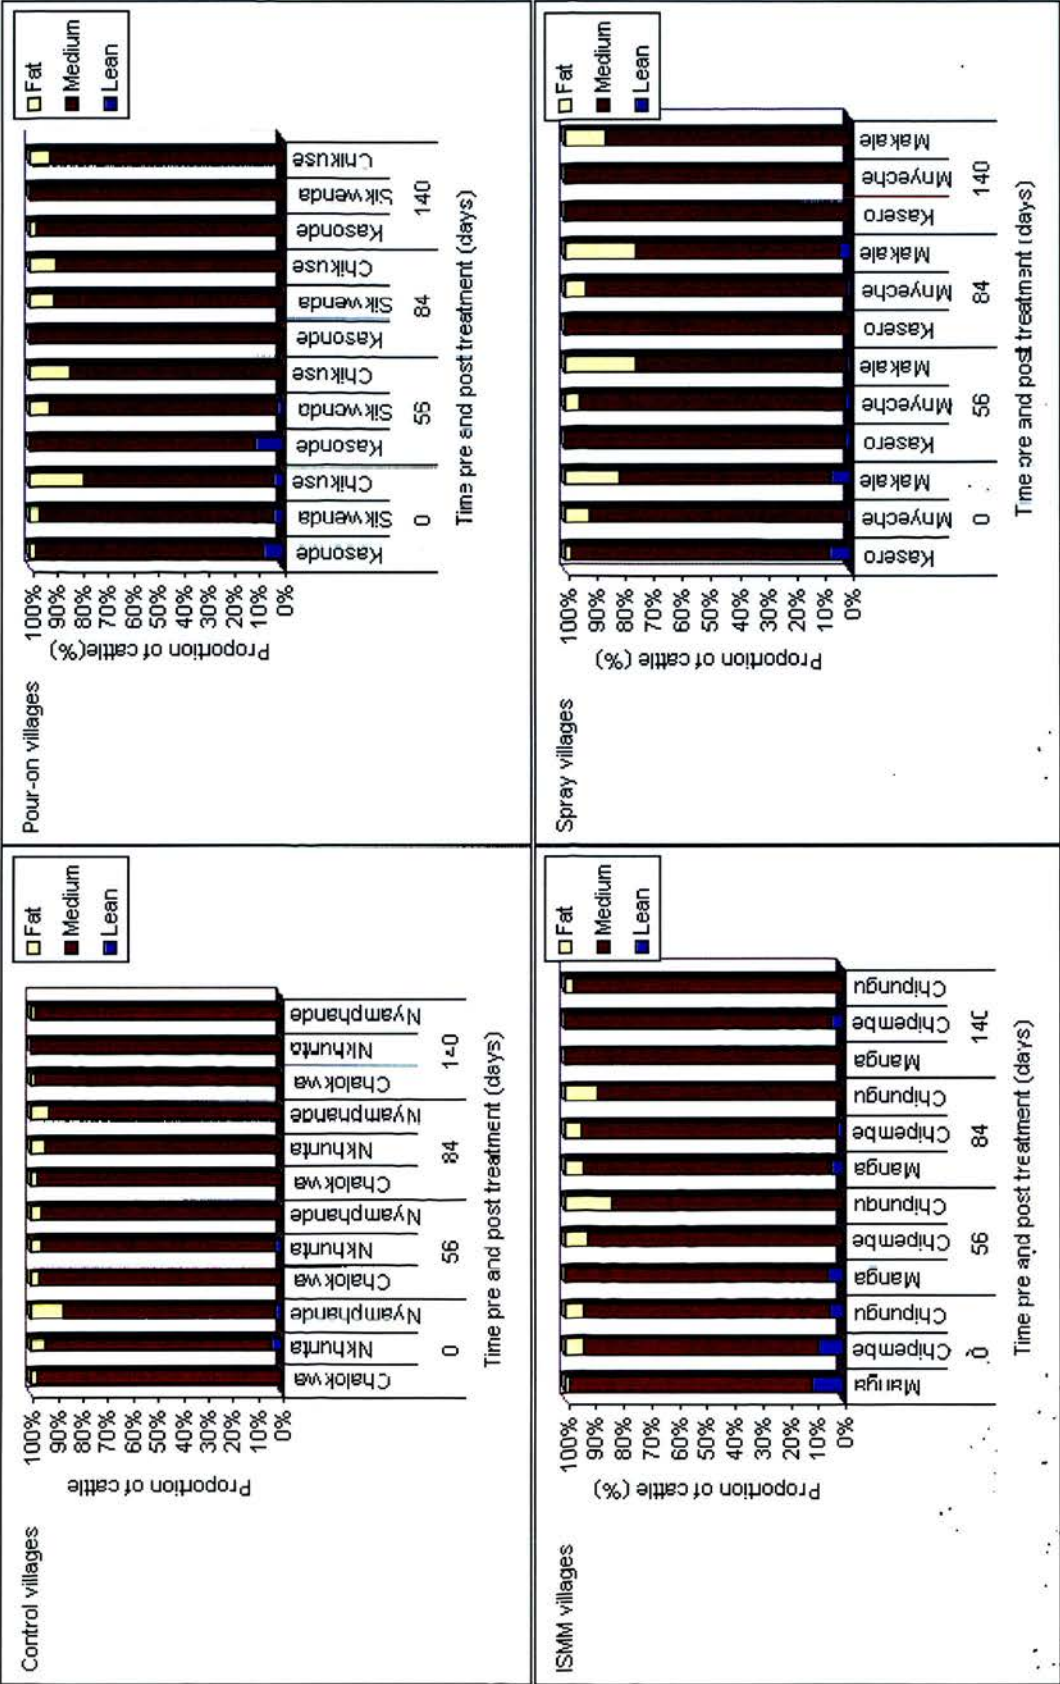 Control villages
Proportion of cattle
100%
90%
80%
70%
60%
50%
40%
30%
20%
10%
0%
Chalokwa
Nkhunta
Nyamphande
Chalokwa
Nkhunta
Nyamphande
Chalokwa
Nkhunta
Nyamphande
Chalokwa
Nkhunta
Nyamphande
0
56
84
140
Time pre and post treatment (days)
Fat
Medium
Lean
Pour-on villages
Proportion of cattle(%)
100%
90%
80%
70%
60%
50%
40%
30%
20%
10%
0%
Kasonde
Sikwenda
Chikuse
Kasonde
Sikwenda
Chikuse
Kasonde
Sikwenda
Chikuse
Kasonde
Sikwenda
Chikuse
0
56
84
140
Time pre and post treatment (days)
Fat
Medium
Lean
ISMM villages
Proportion of cattle (%)
100%
90%
80%
70%
60%
50%
40%
30%
20%
10%
0%
Manga
Chipembe
Chipungu
Manga
Chipembe
Chipungu
Manga
Chipembe
Chipungu
Manga
Chipembe
Chipungu
0
56
84
140
Time pre and post treatment (days)
Fat
Medium
Lean
Spray villages
Proportion of cattle (%)
100%
90%
80%
70%
60%
50%
40%
30%
20%
10%
0%
Kasero
Mnyeche
Makale
Kasero
Mnyeche
Makale
Kasero
Mnyeche
Makale
Kasero
Mnyeche
Makale
0
56
84
140
Time pre and post treatment (days)
Fat
Medium
Lean